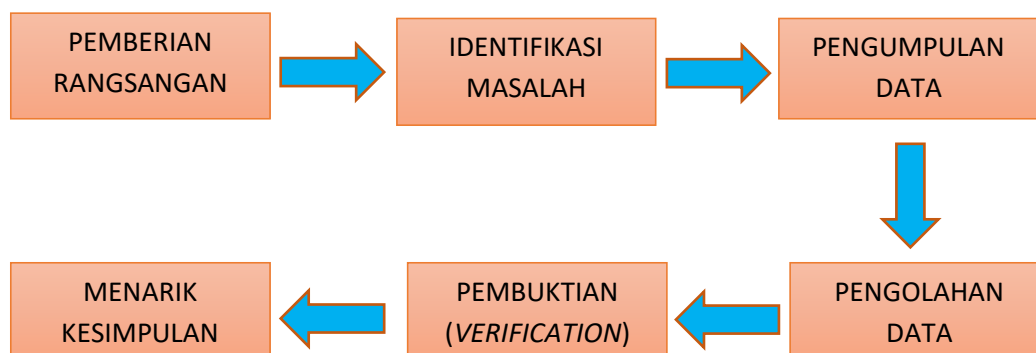 PEMBERIAN
RANGSANGAN
IDENTIFIKASI
MASALAH
PENGUMPULAN
DATA
PENGOLAHAN
DATA
PEMBUKTIAN
(VERIFICATION)
MENARIK
KESIMPULAN